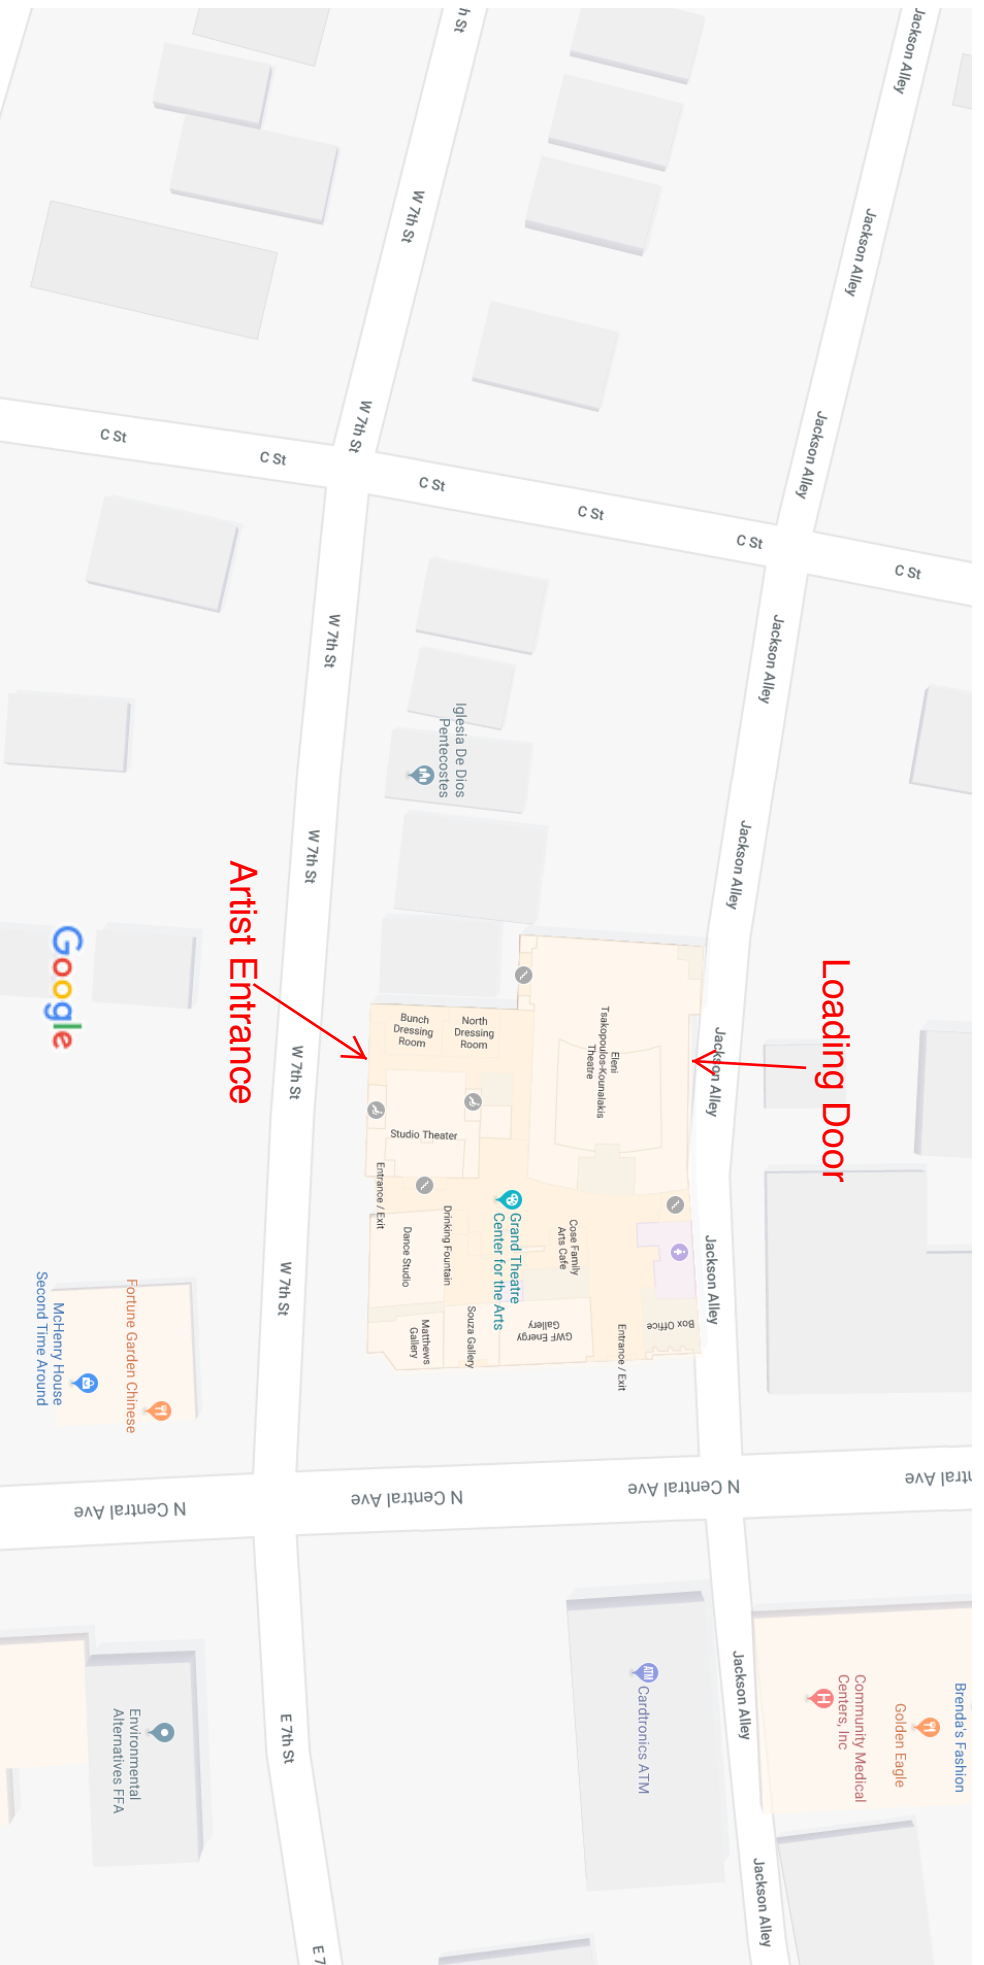 Brenda's Fashion
Golden Eagle
Community Medical
Centers, Inc
Jackson Alley
Jackson Alley
Jackson Alley
Jackson Alley
Jackson Alley
Jackson Alley
Jackson Alley
Jackson Alley
Jackson Alley
Loading Door
C St
C St
C St
C St
C St
C St
N Central Ave
N Central Ave
N Central Ave
Cardtronics ATM
ATM
H
Box Office
Entrance / Exit
Eleni
Tsakopoulos-Kounalakis
Theatre
Cose Family
Arts Cafe
GWF Energy
Gallery
Grand Theatre
Center for the Arts
Souza Gallery
North
Dressing
Room
Bunch
Dressing
Room
Studio Theater
Drinking Fountain
Dance Studio
Matthews
Gallery
Entrance / Exit
Iglesia De Dios
Pentecostes
h St
W 7th St
W 7th St
W 7th St
W 7th St
W 7th St
W 7th St
E 7th St
E 7
Artist Entrance
Fortune Garden Chinese
McHenry House
Second Time Around
Environmental
Alternatives FFA
Google